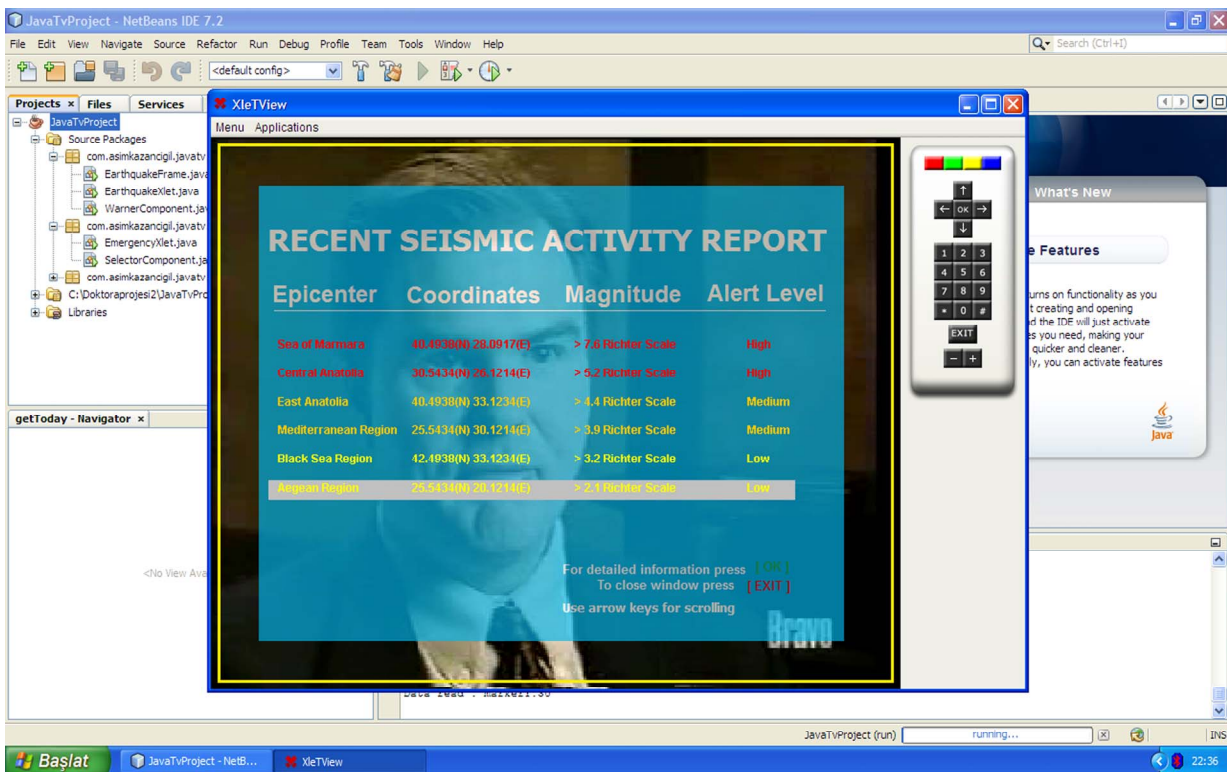 JavaTvProject - NetBeans IDE 7.2
File Edit View Navigate Source Refactor Run Debug Profile Team Tools Window Help
Search (Ctrl+I)
<default config>
Projects × Files Services
JavaTvProject
Source Packages
com.asimkazancigil.javatv
EarthquakeFrame.java
EarthquakeXlet.java
WarnerComponent.jav
com.asimkazancigil.javatv
EmergencyXlet.java
SelectorComponent.ja
com.asimkazancigil.javatv
C:\Doktoraprojesi2\JavaTvPro
Libraries
getToday - Navigator ×
<No View Ava
XleTView
Menu Applications
RECENT SEISMIC ACTIVITY REPORT
Epicenter Coordinates Magnitude Alert Level
Sea of Marmara 40.4938(N) 28.0917(E) > 7.6 Richter Scale High
Central Anatolia 30.5434(N) 26.1214(E) > 5.2 Richter Scale High
East Anatolia 40.4938(N) 33.1234(E) > 4.4 Richter Scale Medium
Mediterranean Region 25.5434(N) 30.1214(E) > 3.9 Richter Scale Medium
Black Sea Region 42.4938(N) 33.1234(E) > 3.2 Richter Scale Low
Aegean Region 25.5434(N) 20.1214(E) > 2.1 Richter Scale Low
For detailed information press [ OK ]
To close window press [ EXIT ]
Use arrow keys for scrolling
Bravo
OK
1 2 3
4 5 6
7 8 9
* 0 #
EXIT
- +
What's New
e Features
urns on functionality as you
t creating and opening
d the IDE will just activate
es you need, making your
quicker and cleaner.
ly, you can activate features
Java
JavaTvProject (run) running... INS
Başlat JavaTvProject - NetB... XleTView 22:36